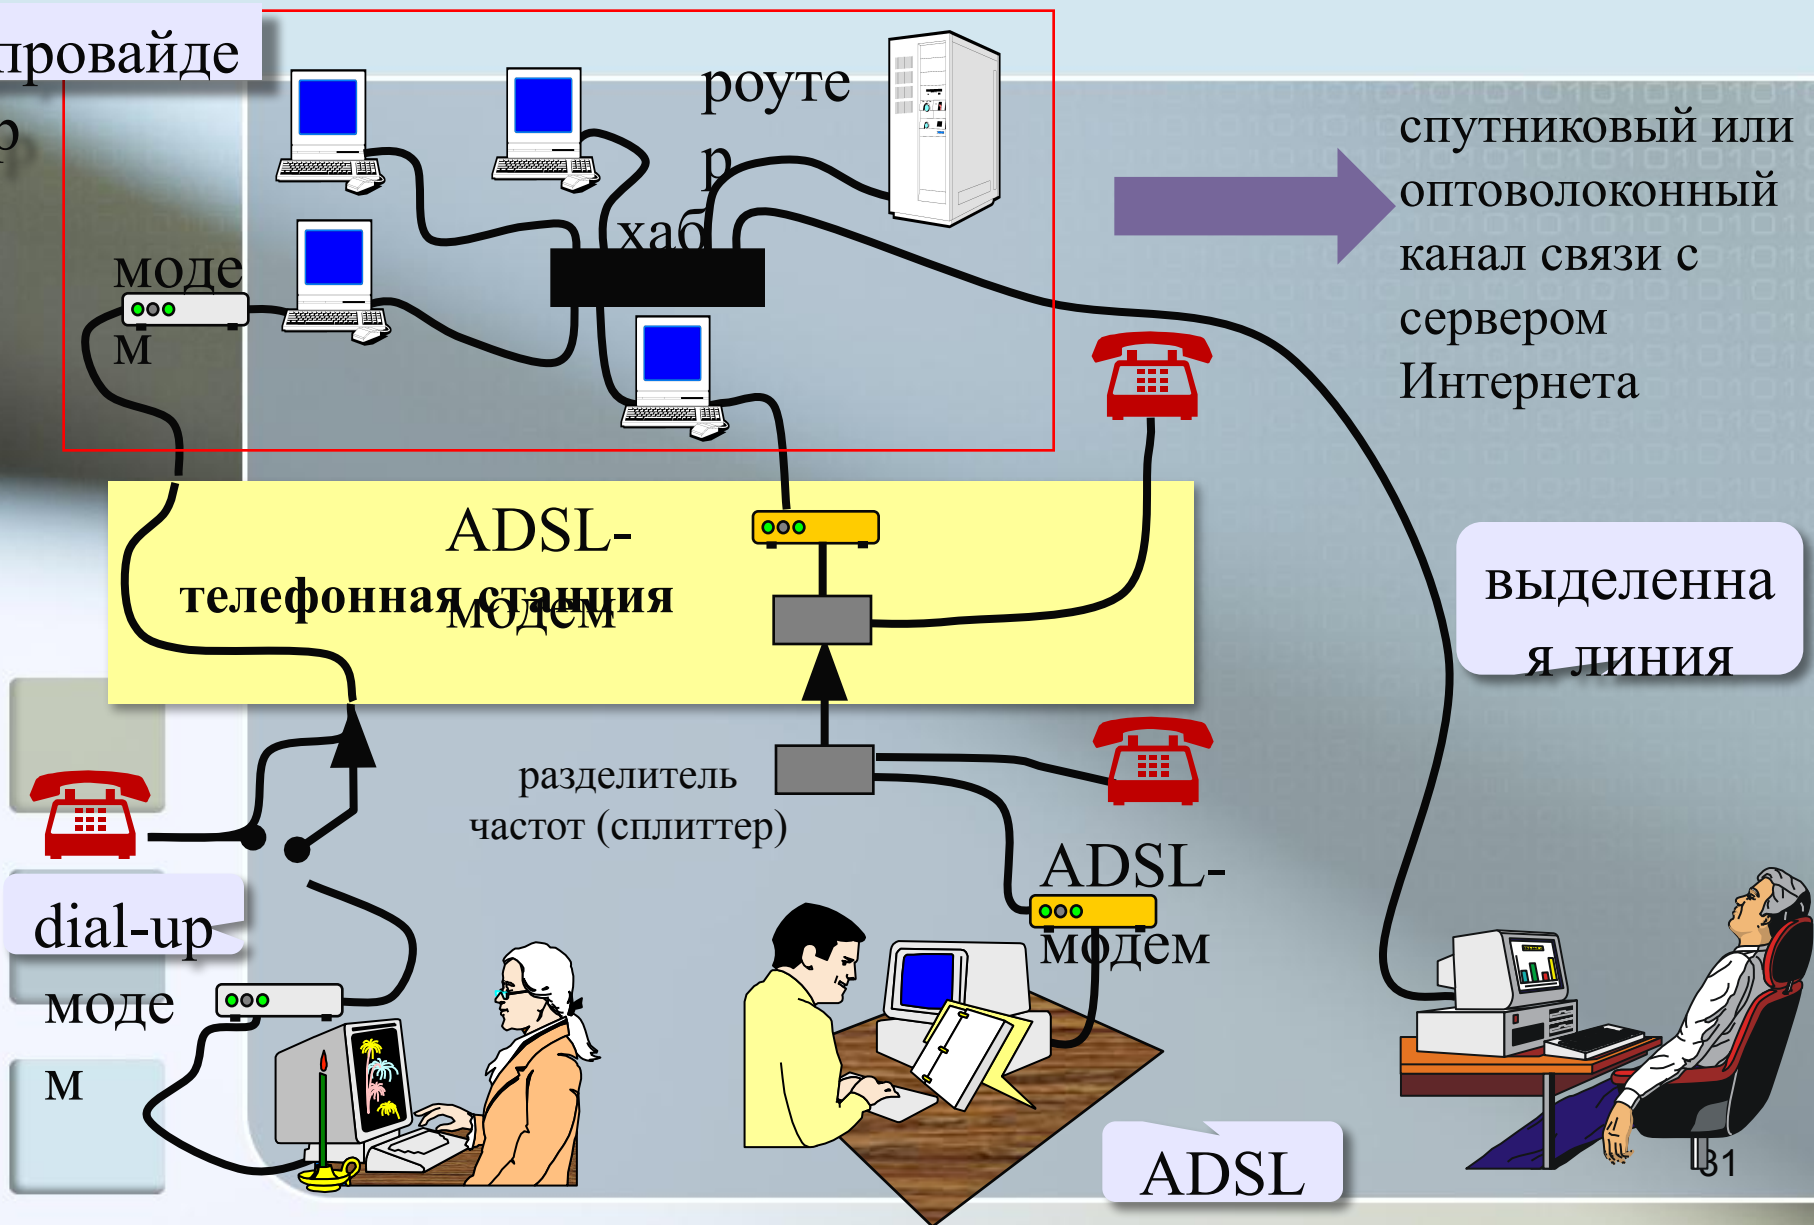 провайде
р
роуте
р
хаб
моде
м
спутниковый или
оптоволоконный
канал связи с
сервером
Интернета
ADSL-
модем
телефонная станция
выделенна
я линия
разделитель
частот (сплиттер)
ADSL-
модем
dial-up
моде
м
ADSL
31